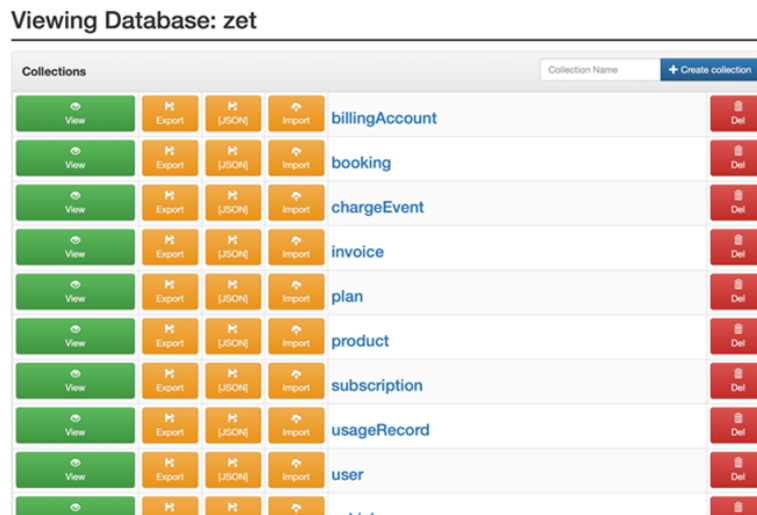 Viewing Database: zet
Collections Collection Name + Create collection
View Export [JSON] Import billingAccount Del
View Export [JSON] Import booking Del
View Export [JSON] Import chargeEvent Del
View Export [JSON] Import invoice Del
View Export [JSON] Import plan Del
View Export [JSON] Import product Del
View Export [JSON] Import subscription Del
View Export [JSON] Import usageRecord Del
View Export [JSON] Import user Del